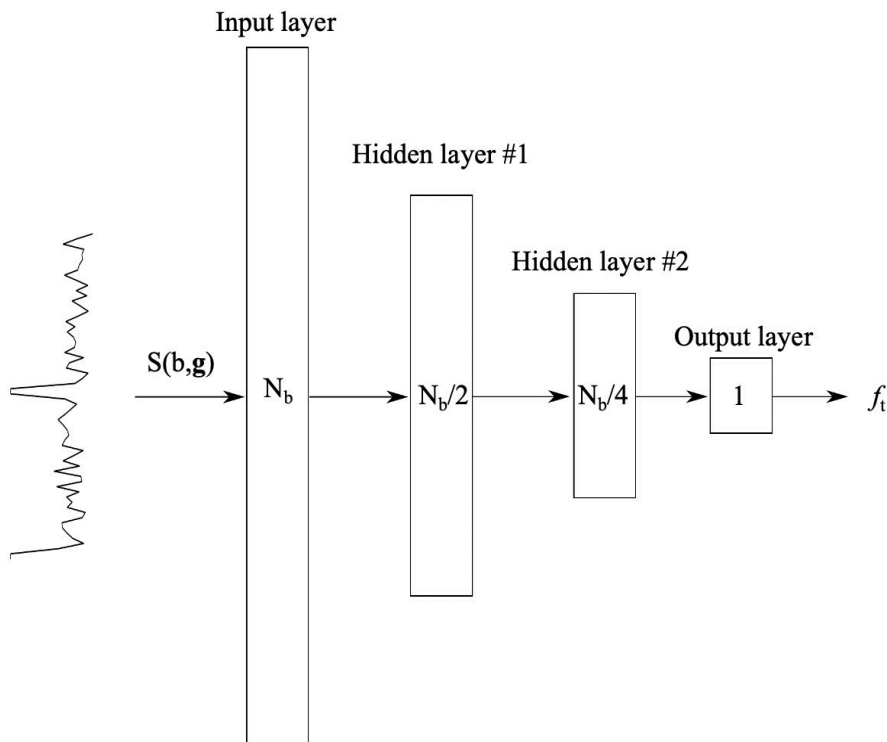 Input layer
Hidden layer #1
Hidden layer #2
Output layer
S(b,g)
N_b
N_b/2
N_b/4
1
f_t